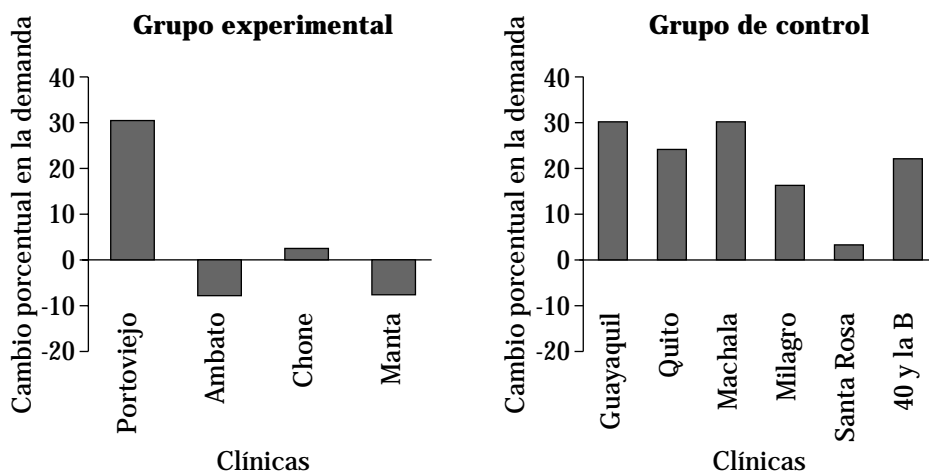 Grupo experimental
Cambio porcentual en la demanda
40
30
20
10
0
-10
-20
Portoviejo
Ambato
Chone
Manta
Clínicas
Grupo de control
Cambio porcentual en la demanda
40
30
20
10
0
-10
-20
Guayaquil
Quito
Machala
Milagro
Santa Rosa
40 y la B
Clínicas